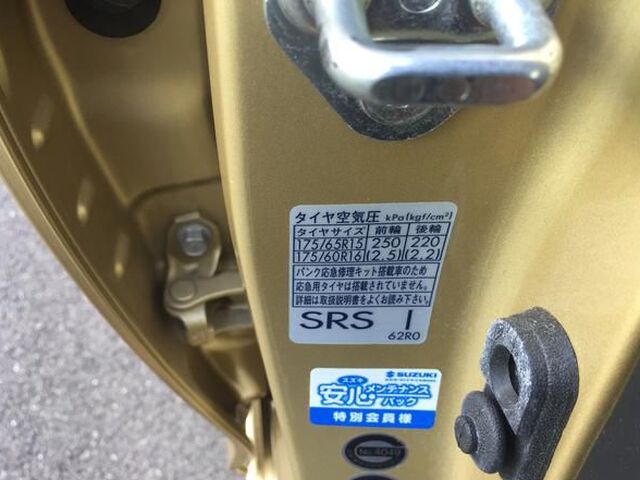 タイヤ空気圧 kPa(kgf/cm²)
タイヤサイズ 前輪 後輪
175/65R15 250 220
175/60R16 (2.5) (2.2)
パンク応急修理キット搭載車のため
応急用タイヤは搭載されていません。
詳細は取扱説明書をよくお読み下さい。
SRS I
62R0
SUZUKI
スズキ
安心メンテナンス
パック
特別会員様
No.4049